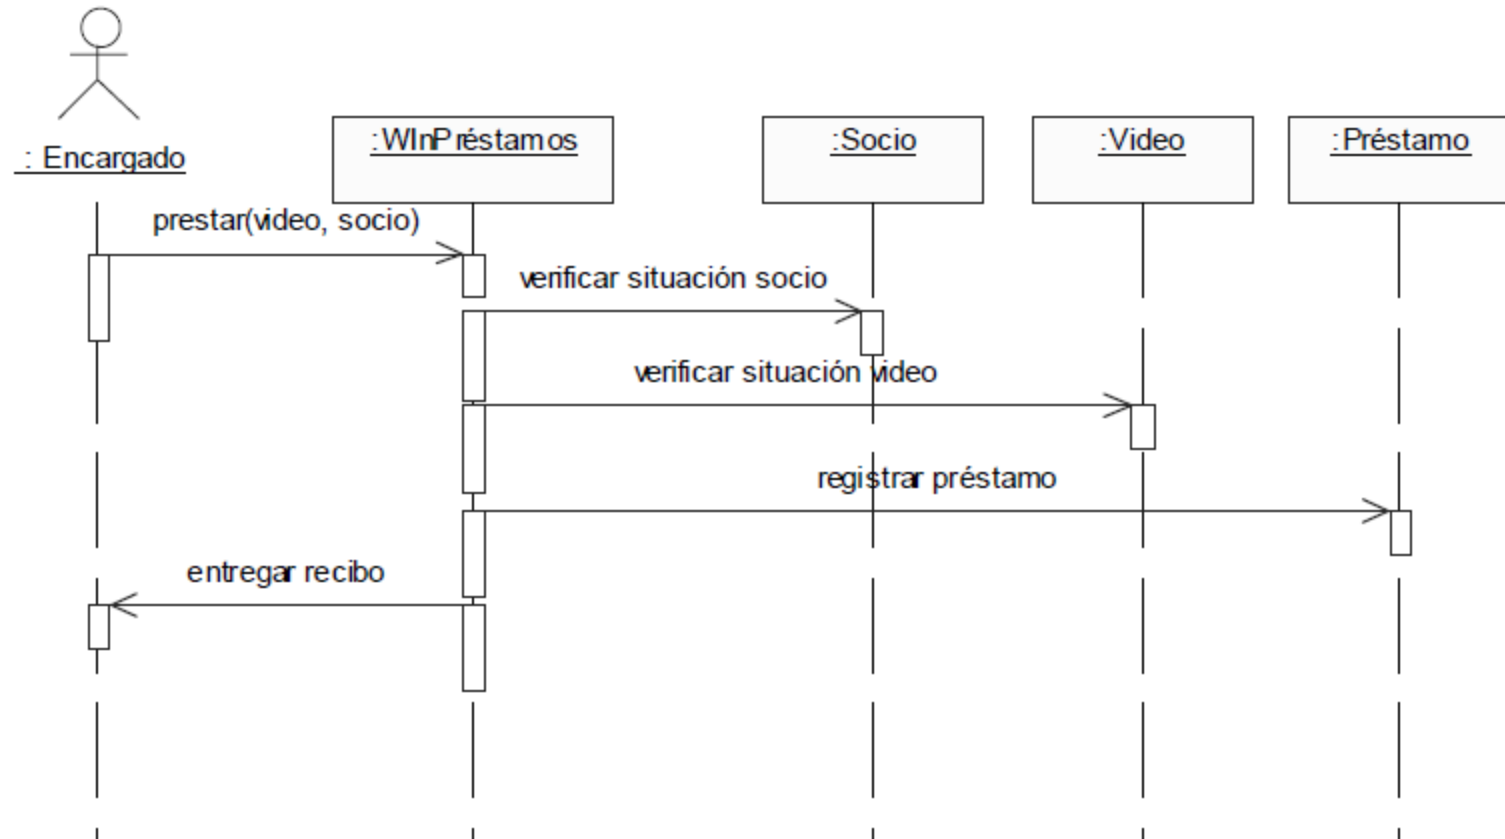 : Encargado
:WInPréstamos
:Socio
:Video
:Préstamo
prestar(video, socio)
verificar situación socio
verificar situación video
registrar préstamo
entregar recibo